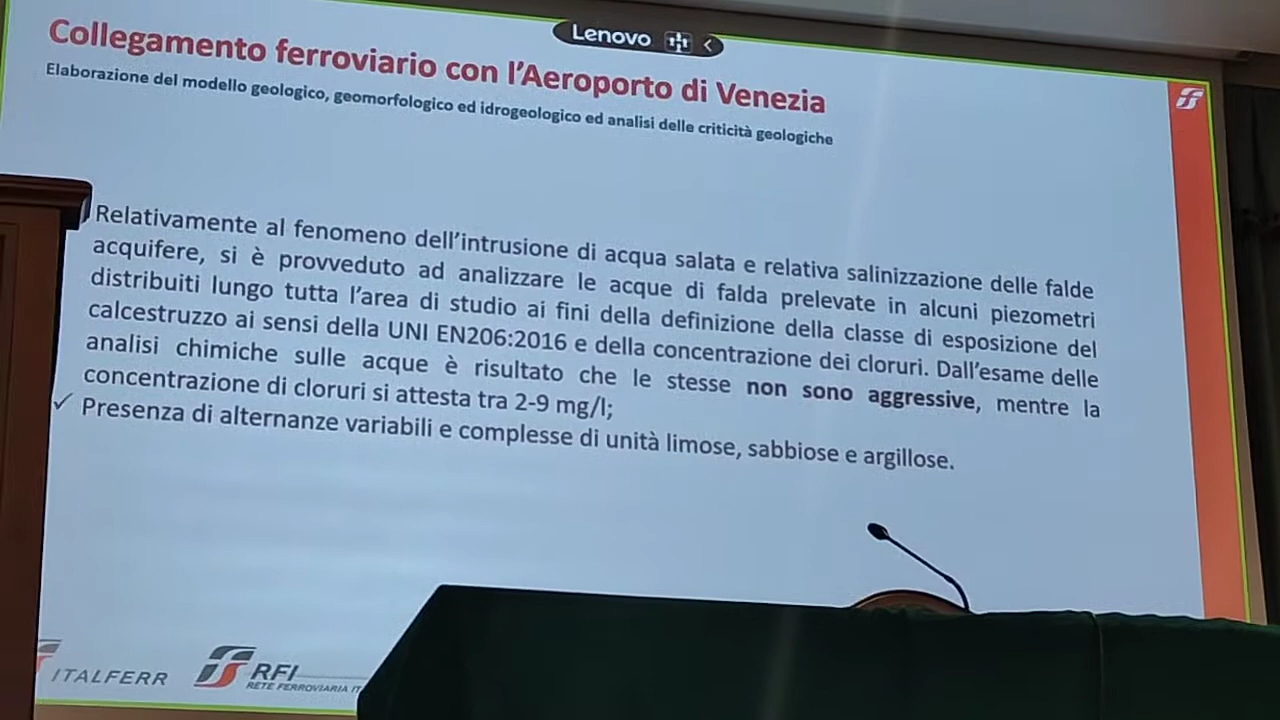 Lenovo
Collegamento ferroviario con l'Aeroporto di Venezia
Elaborazione del modello geologico, geomorfologico ed idrogeologico ed analisi delle criticità geologiche
Relativamente al fenomeno dell'intrusione di acqua salata e relativa salinizzazione delle falde
acquifere, si è provveduto ad analizzare le acque di falda prelevate in alcuni piezometri
distribuiti lungo tutta l'area di studio ai fini della definizione della classe di esposizione del
calcestruzzo ai sensi della UNI EN206:2016 e della concentrazione dei cloruri. Dall'esame delle
analisi chimiche sulle acque è risultato che le stesse non sono aggressive, mentre la
concentrazione di cloruri si attesta tra 2-9 mg/l;
✓ Presenza di alternanze variabili e complesse di unità limose, sabbiose e argillose.
ITALFERR
RFI
RETE FERROVIARIA IT